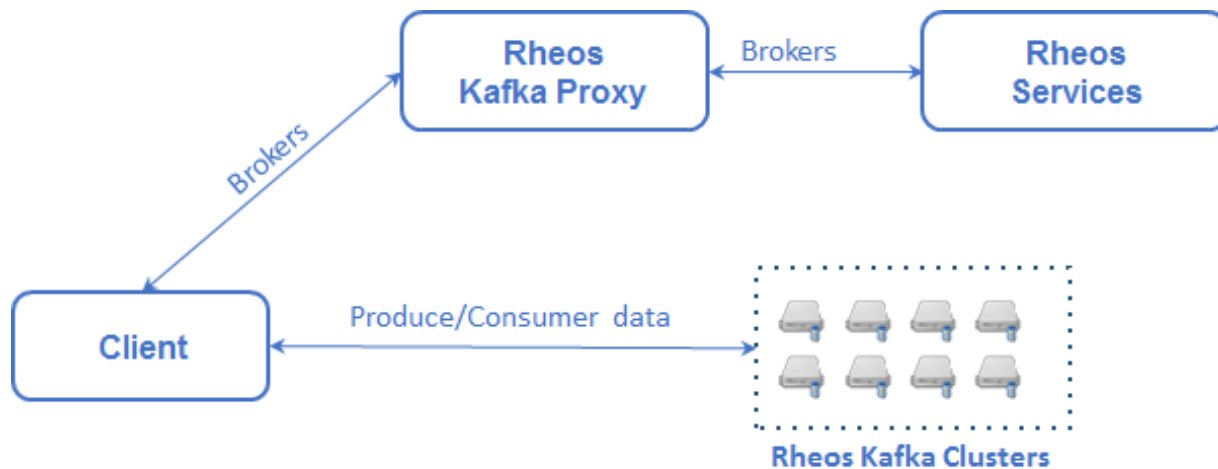 Rheos
Kafka Proxy
Brokers
Rheos
Services
Brokers
Client
Produce/Consumer data
Rheos Kafka Clusters